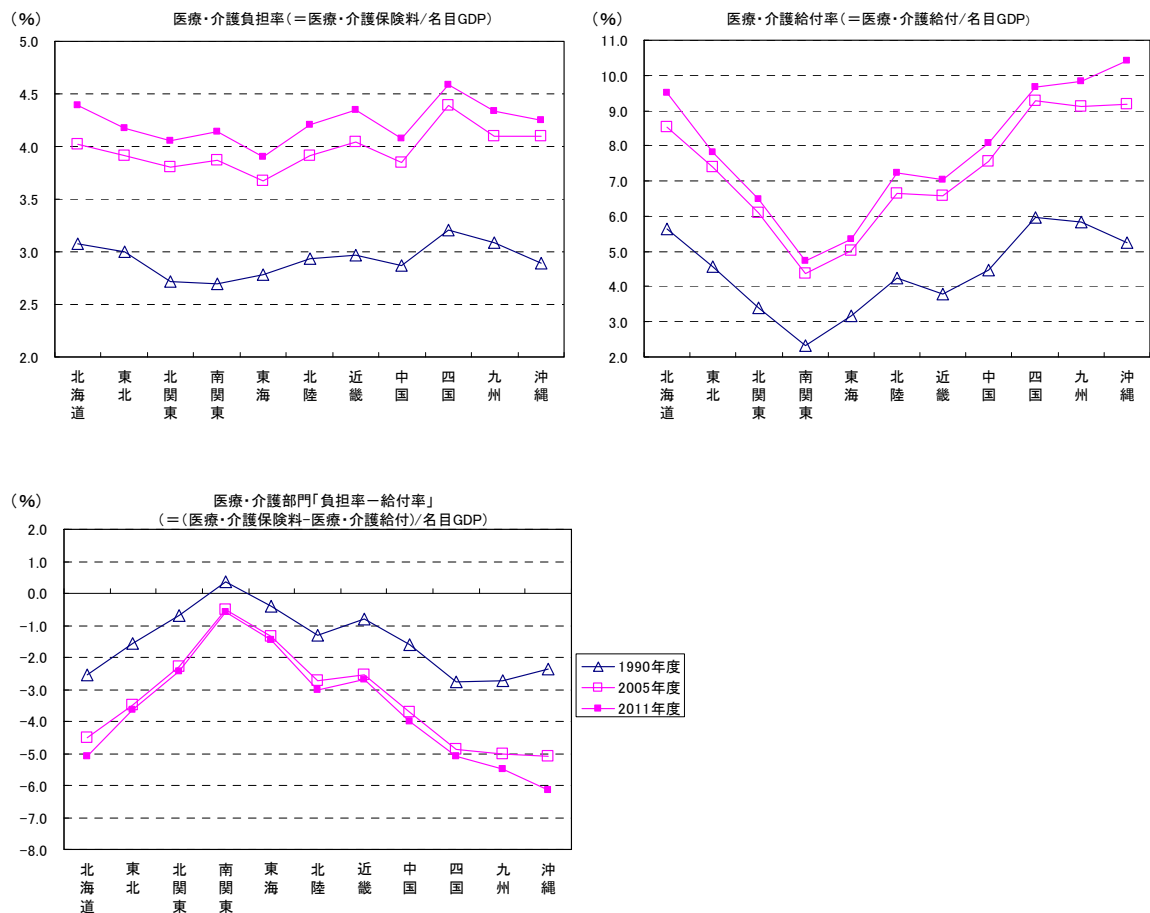 (%)
医療・介護負担率(=医療・介護保険料/名目GDP)
5.0
4.5
4.0
3.5
3.0
2.5
2.0
北海道
東北
北関東
南関東
東海
北陸
近畿
中国
四国
九州
沖縄
(%)
医療・介護給付率(=医療・介護給付/名目GDP)
11.0
10.0
9.0
8.0
7.0
6.0
5.0
4.0
3.0
2.0
北海道
東北
北関東
南関東
東海
北陸
近畿
中国
四国
九州
沖縄
(%)
医療・介護部門「負担率−給付率」
(=(医療・介護保険料−医療・介護給付)/名目GDP)
2.0
1.0
0.0
-1.0
-2.0
-3.0
-4.0
-5.0
-6.0
-7.0
-8.0
北海道
東北
北関東
南関東
東海
北陸
近畿
中国
四国
九州
沖縄
1990年度
2005年度
2011年度